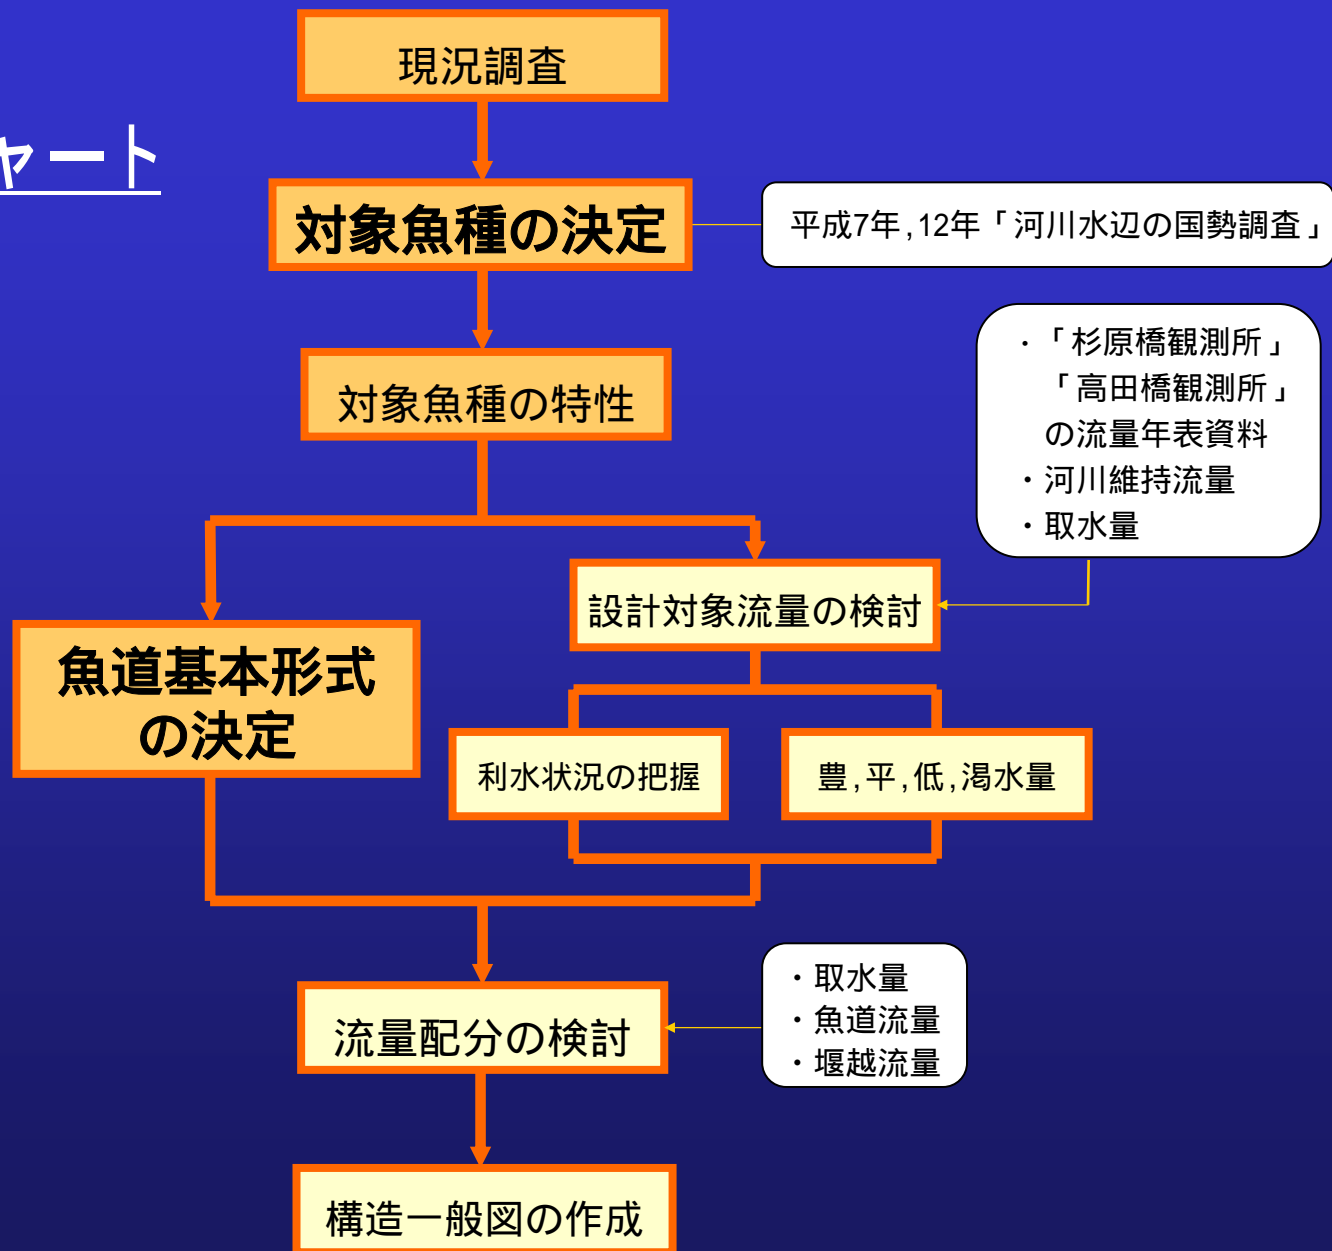 現況調査
ャート
対象魚種の決定
平成7年,12年「河川水辺の国勢調査」
・「杉原橋観測所」
「高田橋観測所」
の流量年表資料
・河川維持流量
・取水量
対象魚種の特性
設計対象流量の検討
魚道基本形式
の決定
利水状況の把握
豊,平,低,渇水量
流量配分の検討
・取水量
・魚道流量
・堰越流量
構造一般図の作成